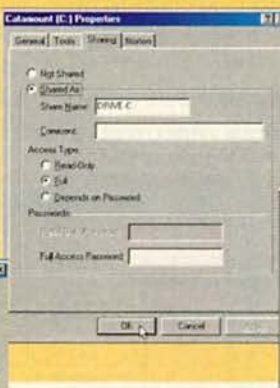 Catamount (C:) Properties
General Tools Sharing Norton
Not Shared
Shared As:
Share Name: DRIVE-C
Comment:
Access Type:
Read-Only
Full
Depends on Password
Passwords:
Full Access Password:
OK Cancel